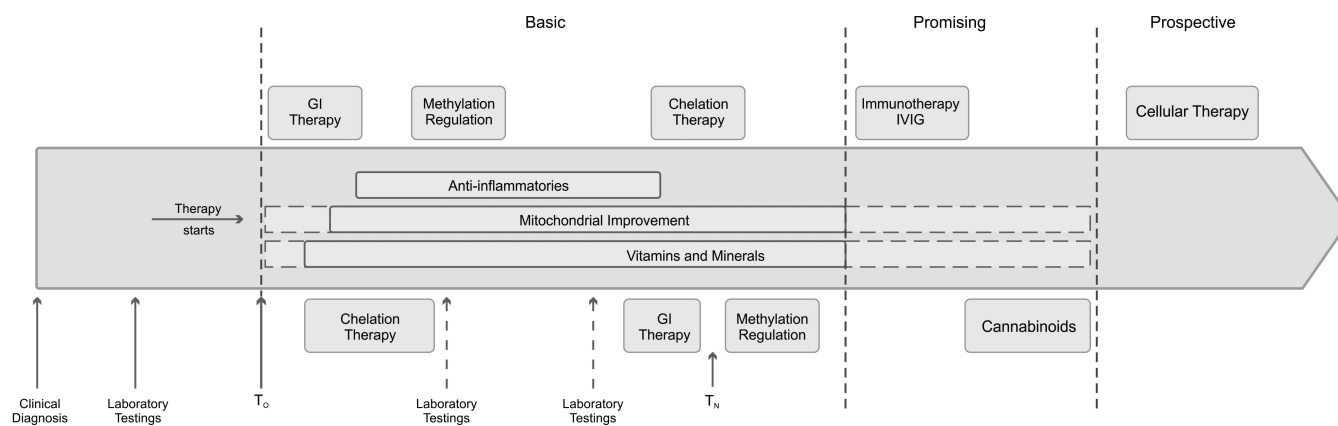 Basic
Promising
Prospective
GI
Therapy
Methylation
Regulation
Chelation
Therapy
Immunotherapy
IVIG
Cellular Therapy
Anti-inflammatories
Therapy
starts
Mitochondrial Improvement
Vitamins and Minerals
Chelation
Therapy
GI
Therapy
Methylation
Regulation
Cannabinoids
Clinical
Diagnosis
Laboratory
Testings
To
Laboratory
Testings
Laboratory
Testings
TN